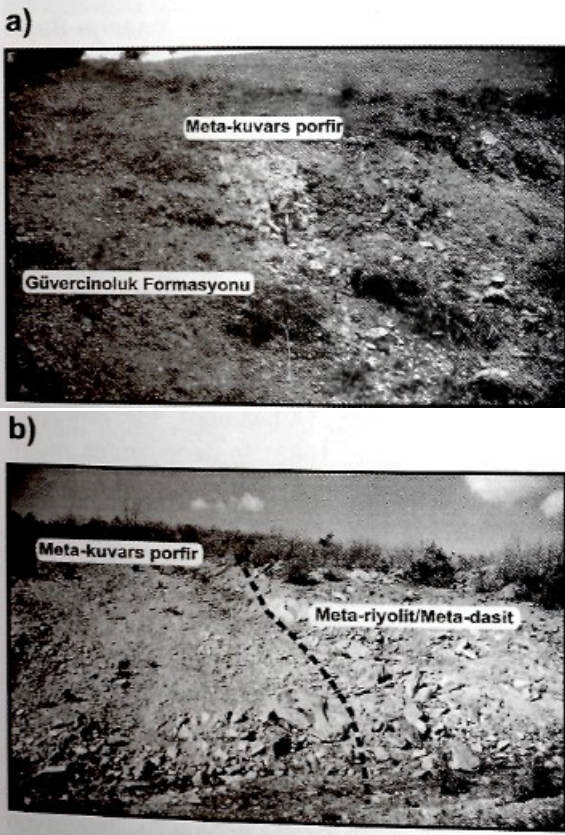 a)
Meta-kuvars porfir
Güvercinoluk Formasyonu
b)
Meta-kuvars porfir
Meta-riyolit/Meta-dasit